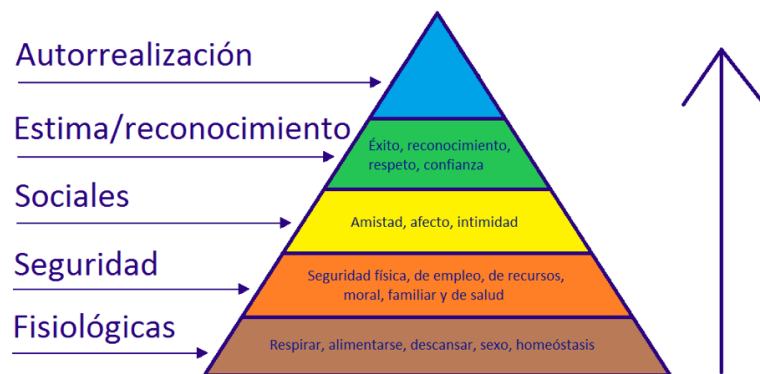 Autorrealización
Estima/reconocimiento
Éxito, reconocimiento,
respeto, confianza
Sociales
Amistad, afecto, intimidad
Seguridad
Seguridad física, de empleo, de recursos,
moral, familiar y de salud
Fisiológicas
Respirar, alimentarse, descansar, sexo, homeóstasis